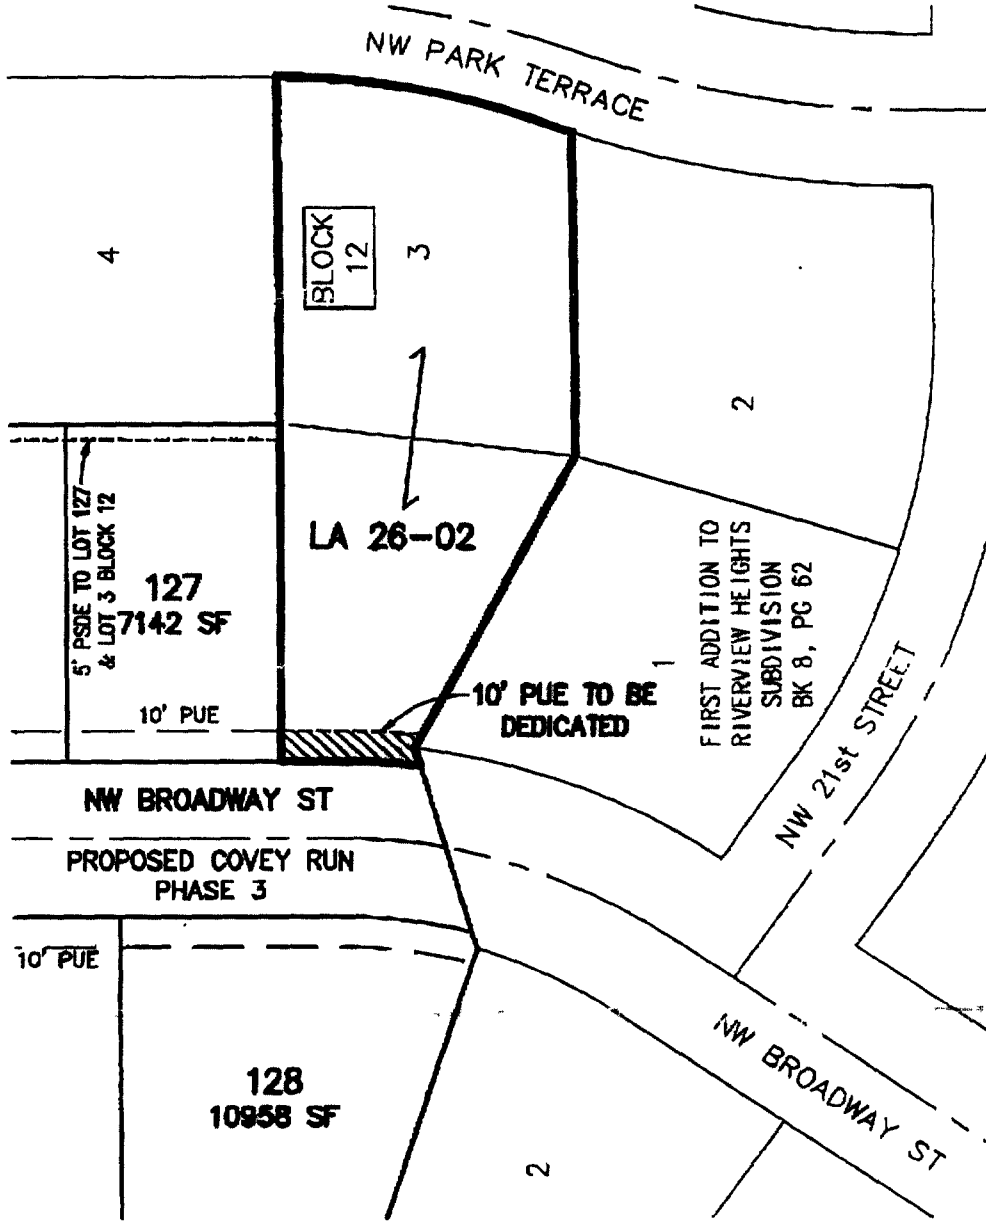 NW PARK TERRACE
4
BLOCK
12
3
2
5' PSDE TO LOT 127
& LOT 3 BLOCK 12
127
7142 SF
LA 26-02
10' PUE
10' PUE TO BE
DEDICATED
1
FIRST ADDITION TO
RIVERVIEW HEIGHTS
SUBDIVISION
BK 8, PG 62
NW 21st STREET
NW BROADWAY ST
PROPOSED COVEY RUN
PHASE 3
10' PUE
128
10958 SF
2
NW BROADWAY ST